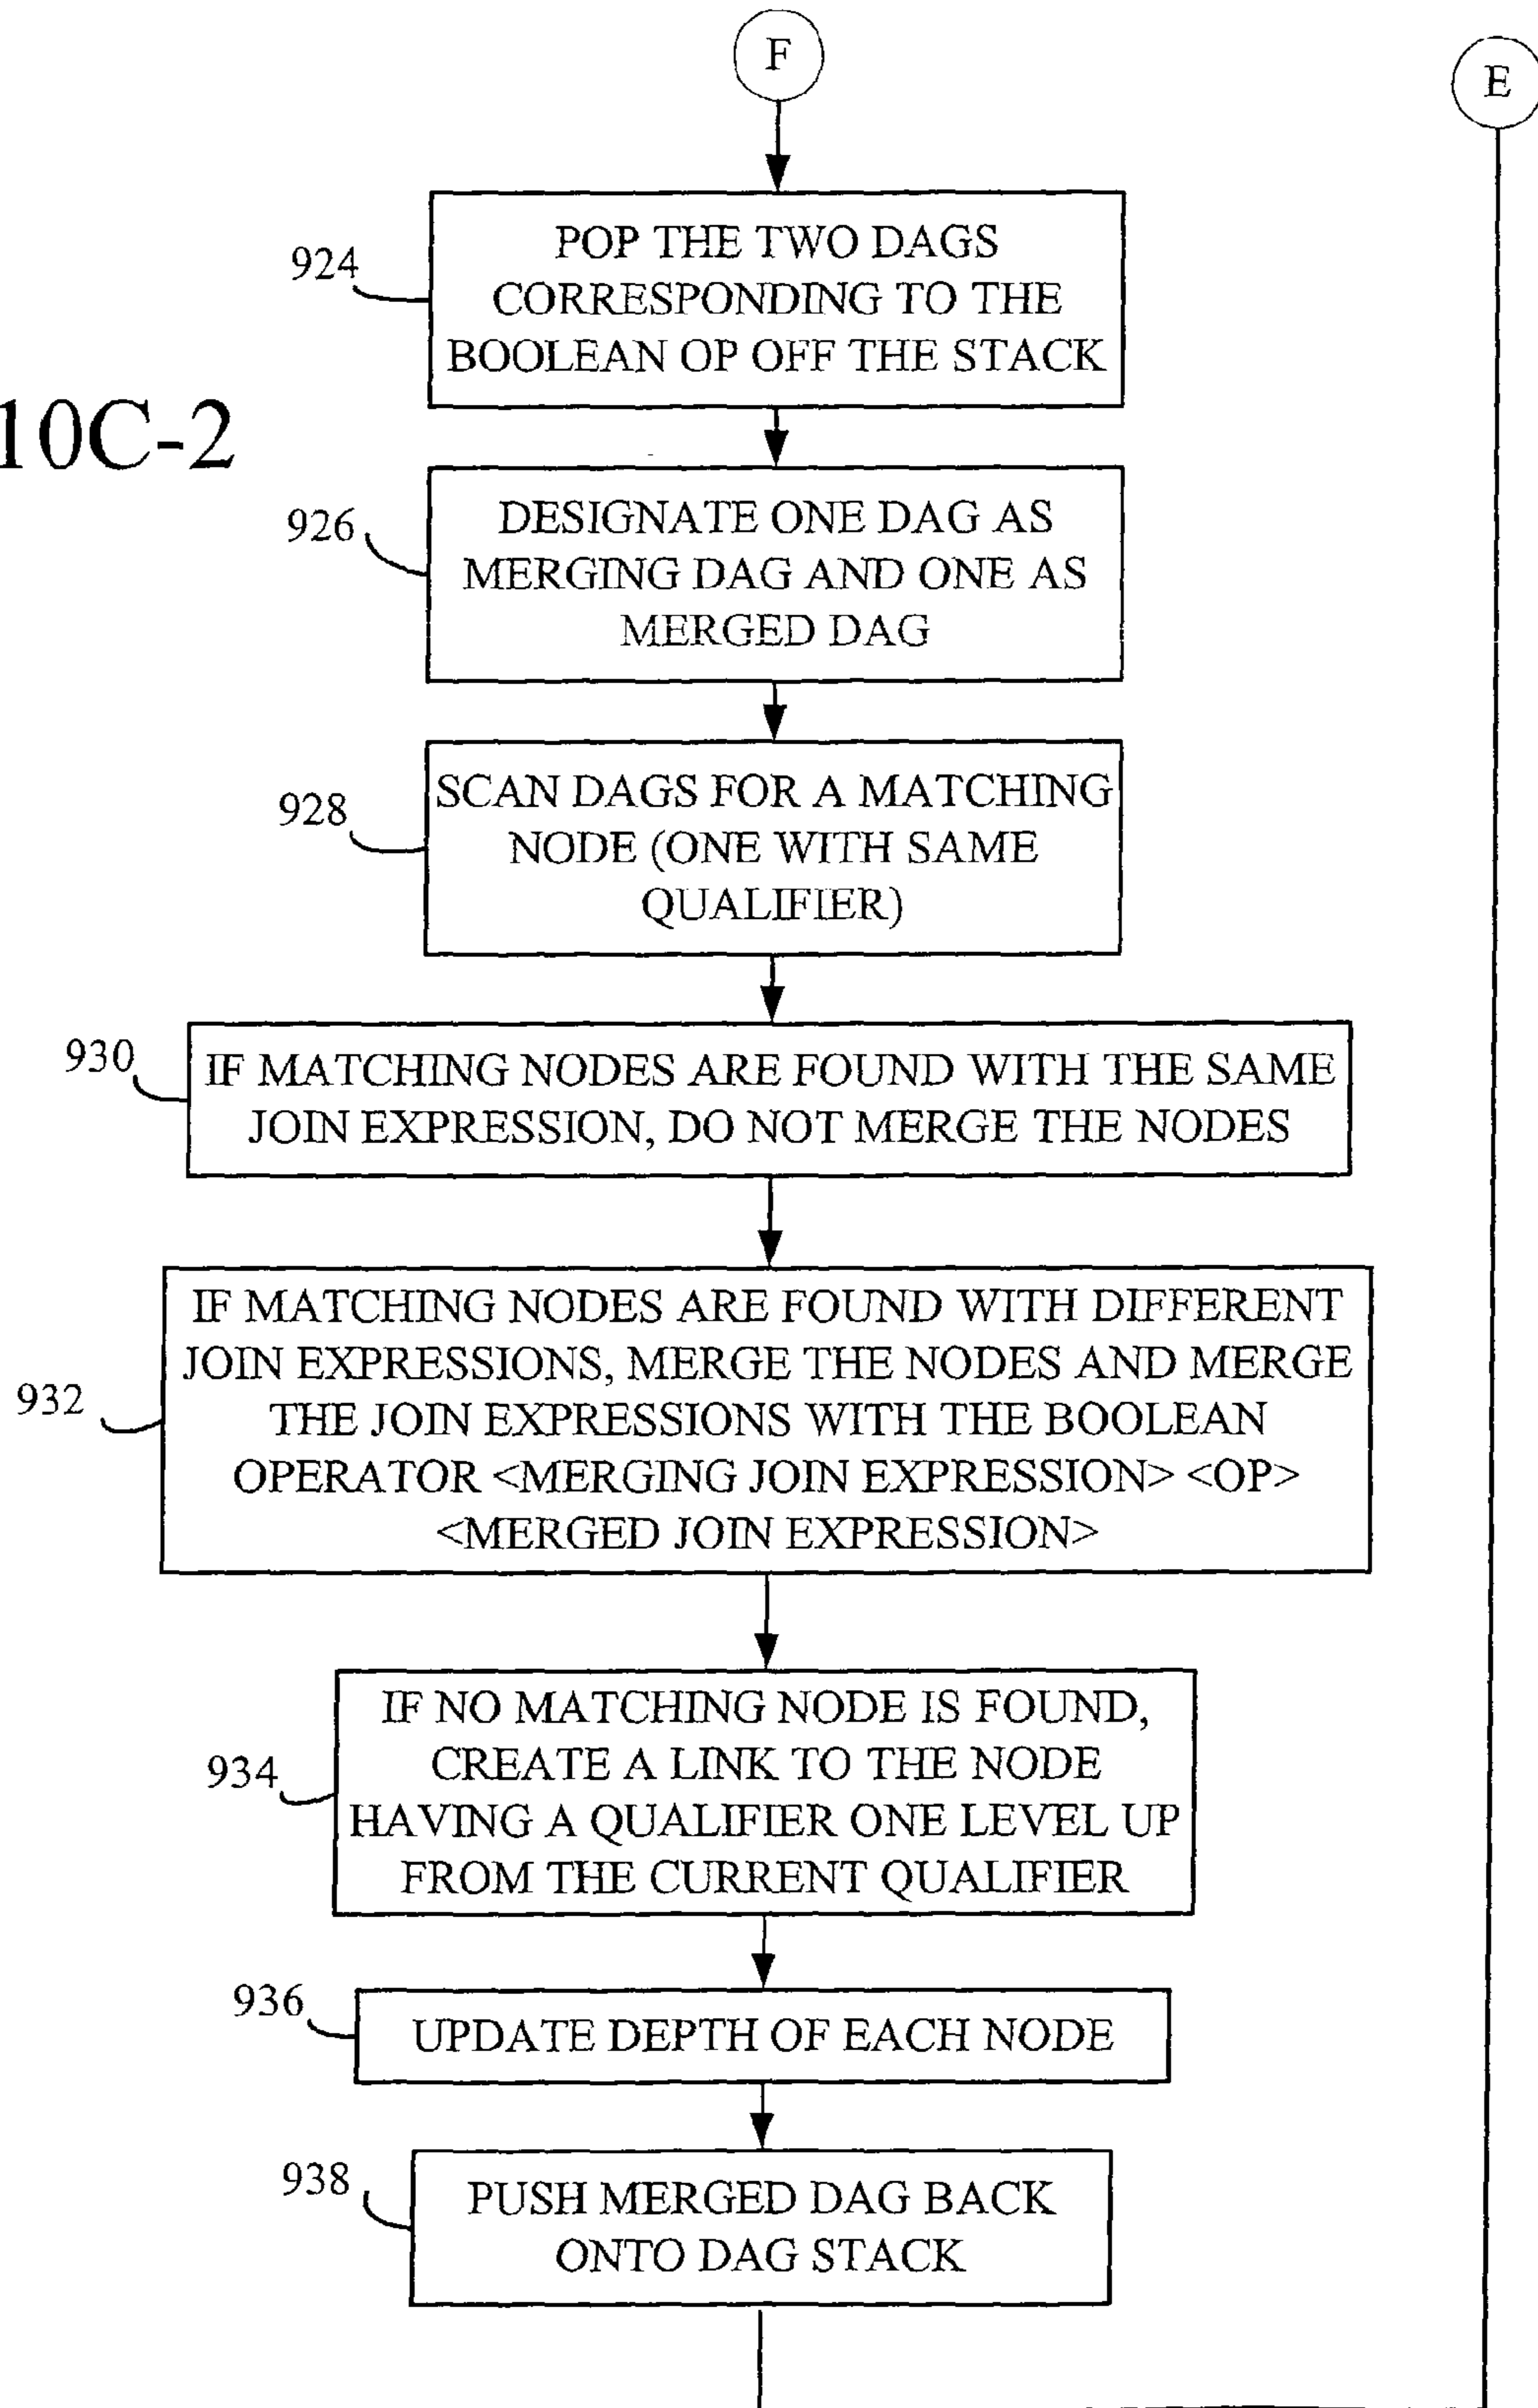 F
E
924
POP THE TWO DAGS
CORRESPONDING TO THE
BOOLEAN OP OFF THE STACK
10C-2
926
DESIGNATE ONE DAG AS
MERGING DAG AND ONE AS
MERGED DAG
928
SCAN DAGS FOR A MATCHING
NODE (ONE WITH SAME
QUALIFIER)
930
IF MATCHING NODES ARE FOUND WITH THE SAME
JOIN EXPRESSION, DO NOT MERGE THE NODES
932
IF MATCHING NODES ARE FOUND WITH DIFFERENT
JOIN EXPRESSIONS, MERGE THE NODES AND MERGE
THE JOIN EXPRESSIONS WITH THE BOOLEAN
OPERATOR <MERGING JOIN EXPRESSION> <OP>
<MERGED JOIN EXPRESSION>
934
IF NO MATCHING NODE IS FOUND,
CREATE A LINK TO THE NODE
HAVING A QUALIFIER ONE LEVEL UP
FROM THE CURRENT QUALIFIER
936
UPDATE DEPTH OF EACH NODE
938
PUSH MERGED DAG BACK
ONTO DAG STACK